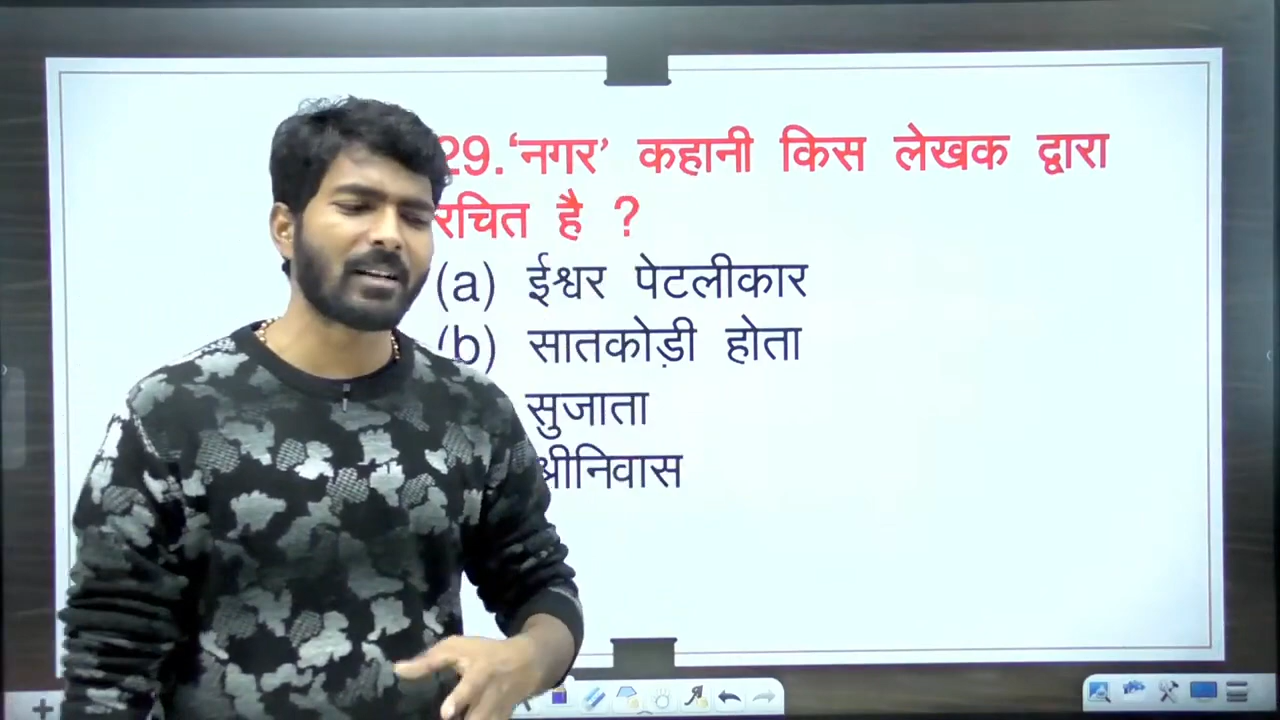 29.‘नगर’ कहानी किस लेखक द्वारा
रचित है ?
(a) ईश्वर पेटलीकार
(b) सातकोड़ी होता
सुजाता
श्रीनिवास